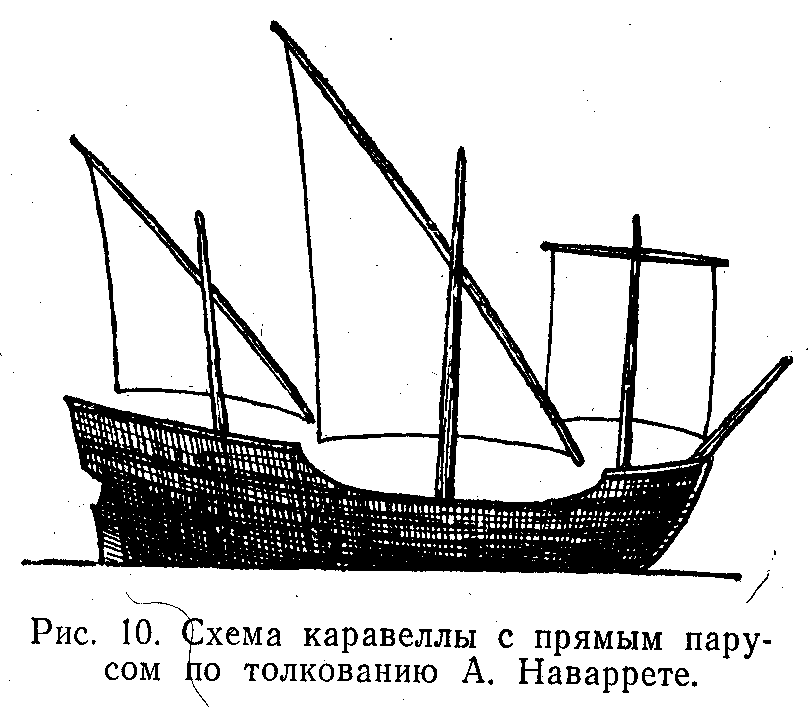 Рис. 10. Схема каравеллы с прямым пару-
сом по толкованию А. Наваррете.